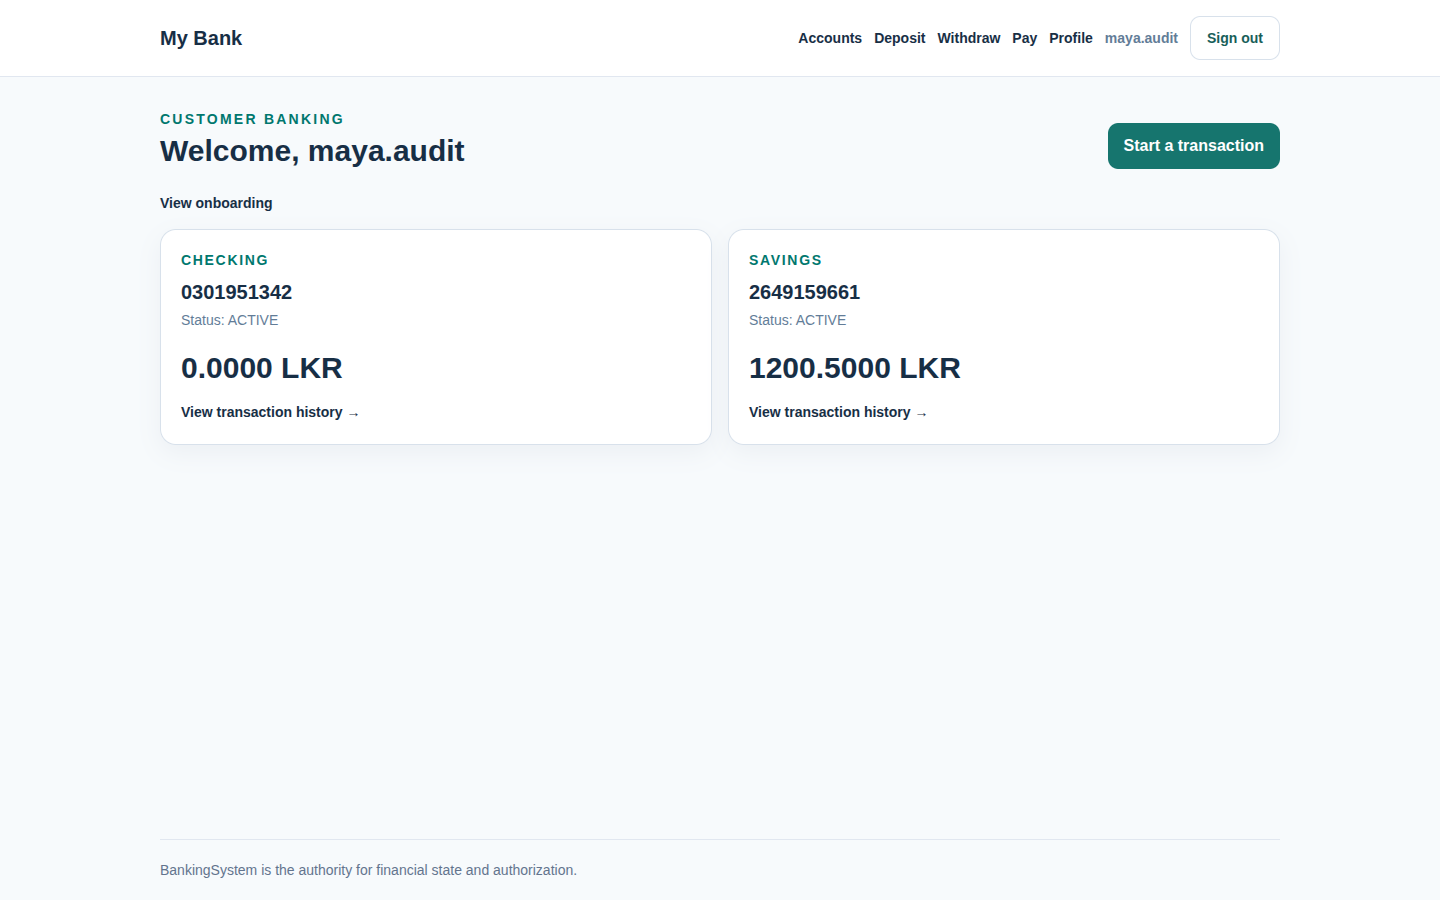 My Bank
Accounts Deposit Withdraw Pay Profile maya.audit Sign out
CUSTOMER BANKING
Welcome, maya.audit
Start a transaction
View onboarding
CHECKING
0301951342
Status: ACTIVE
0.0000 LKR
View transaction history →
SAVINGS
2649159661
Status: ACTIVE
1200.5000 LKR
View transaction history →
BankingSystem is the authority for financial state and authorization.